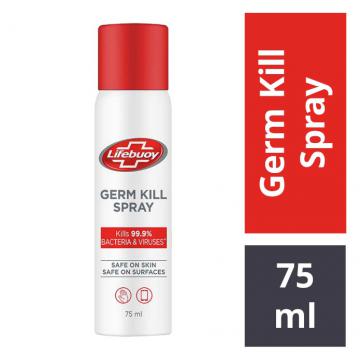 Lifebuoy
GERM KILL
SPRAY
Kills 99.9%
BACTERIA & VIRUSES*
SAFE ON SKIN
SAFE ON SURFACES
75 ml
Germ Kill
Spray
75
ml